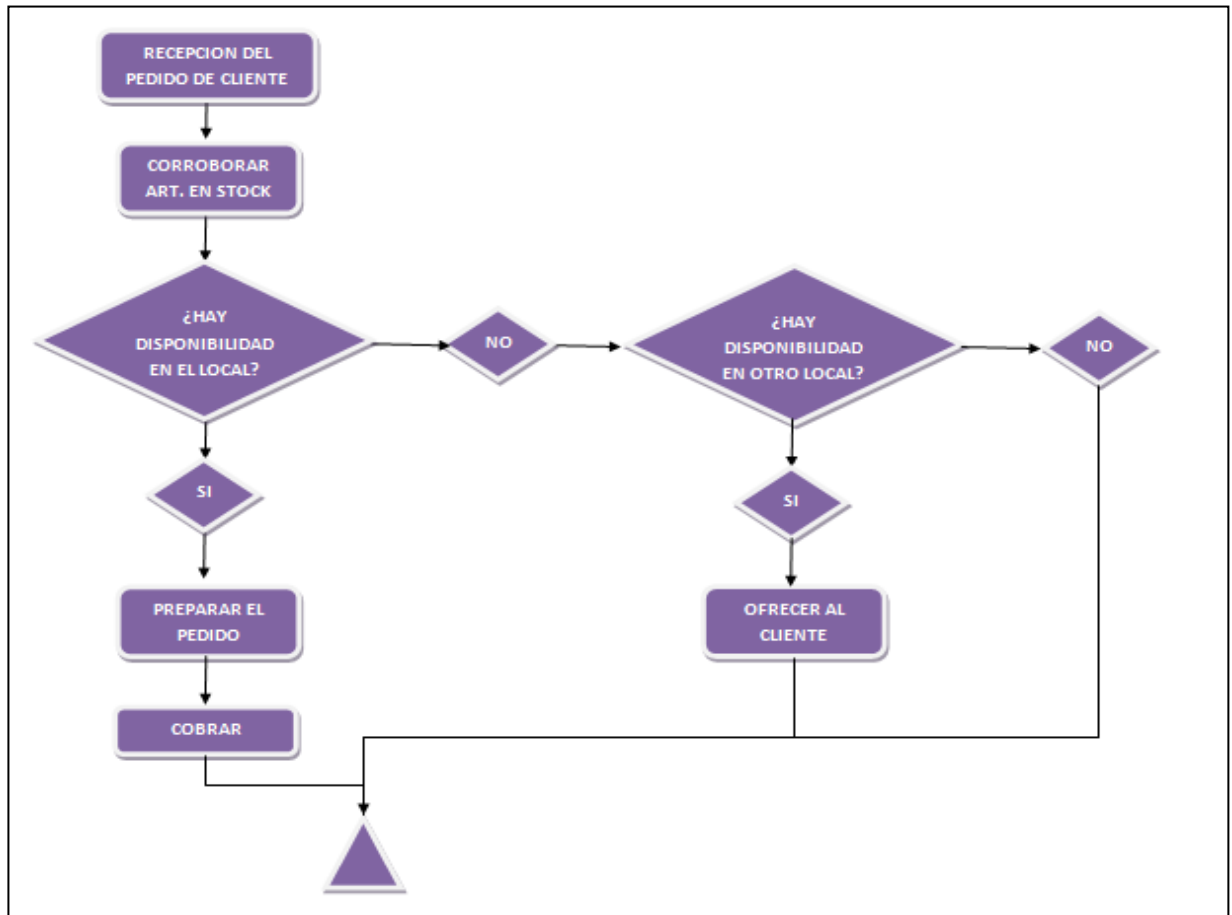 RECEPCION DEL
PEDIDO DE CLIENTE
CORROBORAR
ART. EN STOCK
¿HAY
DISPONIBILIDAD
EN EL LOCAL?
NO
¿HAY
DISPONIBILIDAD
EN OTRO LOCAL?
NO
SI
SI
PREPARAR EL
PEDIDO
OFRECER AL
CLIENTE
COBRAR